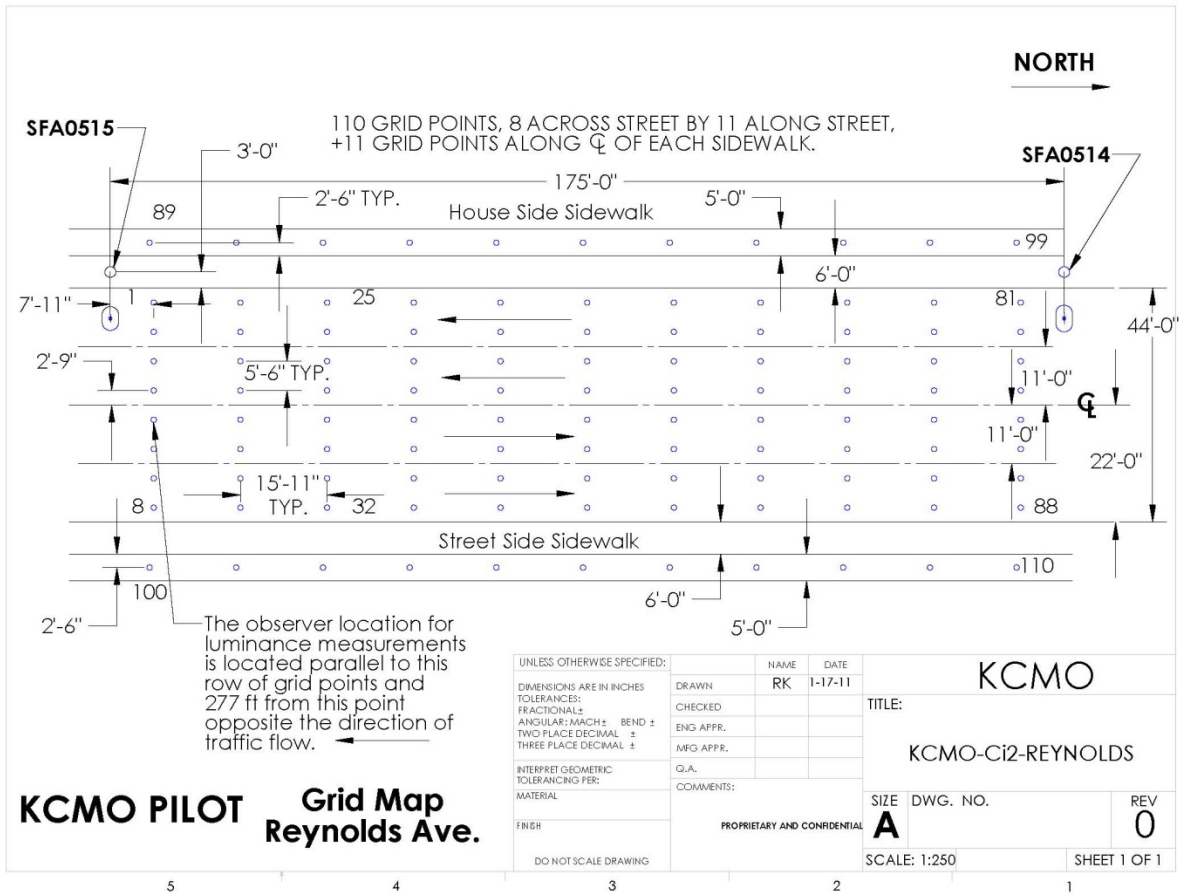 NORTH
SFA0515
110 GRID POINTS, 8 ACROSS STREET BY 11 ALONG STREET,
+11 GRID POINTS ALONG ℄ OF EACH SIDEWALK.
3'-0"
SFA0514
175'-0"
89
2'-6" TYP.
5'-0"
House Side Sidewalk
99
6'-0"
7'-11"
1
25
81
44'-0"
2'-9"
5'-6" TYP.
11'-0"
℄
11'-0"
22'-0"
15'-11"
TYP.
8
32
88
Street Side Sidewalk
100
110
2'-6"
6'-0"
5'-0"
The observer location for
luminance measurements
is located parallel to this
row of grid points and
277 ft from this point
opposite the direction of
traffic flow.
KCMO PILOT
Grid Map
Reynolds Ave.
UNLESS OTHERWISE SPECIFIED:
DIMENSIONS ARE IN INCHES
TOLERANCES:
FRACTIONAL ±
ANGULAR: MACH ± BEND ±
TWO PLACE DECIMAL ±
THREE PLACE DECIMAL ±
INTERPRET GEOMETRIC
TOLERANCING PER:
MATERIAL
FINISH
DO NOT SCALE DRAWING
NAME DATE
DRAWN RK 1-17-11
CHECKED
ENG APPR.
MFG APPR.
Q.A.
COMMENTS:
PROPRIETARY AND CONFIDENTIAL
KCMO
TITLE:
KCMO-Ci2-REYNOLDS
SIZE DWG. NO. REV
A 0
SCALE: 1:250 SHEET 1 OF 1
5 4 3 2 1